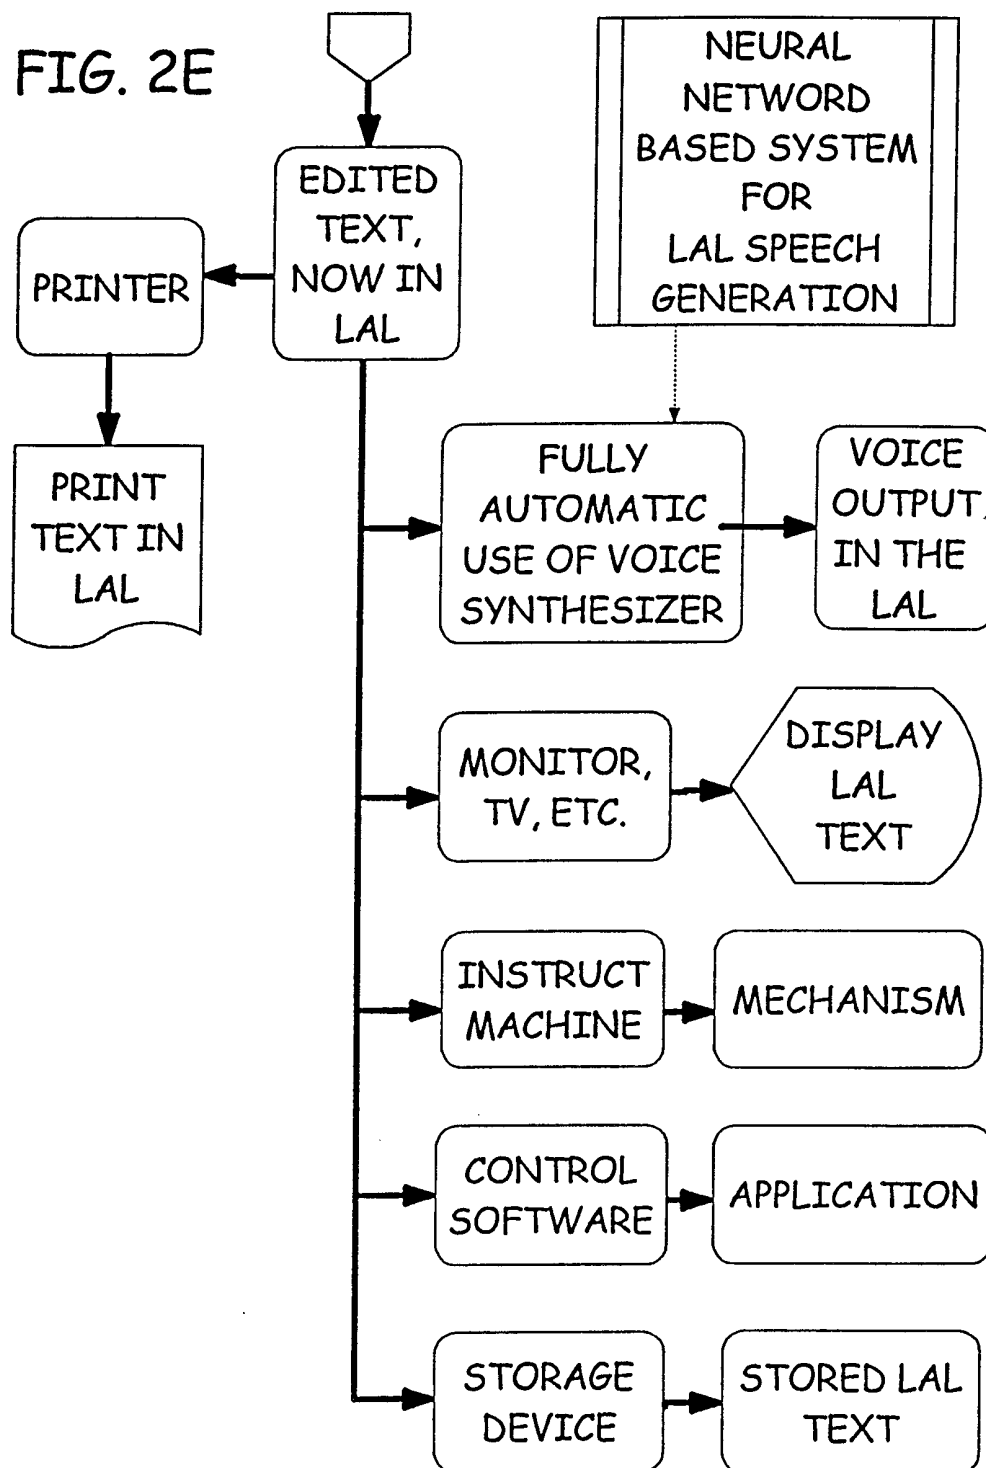 FIG. 2E
NEURAL
NETWORD
BASED SYSTEM
FOR
LAL SPEECH
GENERATION
EDITED
TEXT,
NOW IN
LAL
PRINTER
PRINT
TEXT IN
LAL
FULLY
AUTOMATIC
USE OF VOICE
SYNTHESIZER
VOICE
OUTPUT,
IN THE
LAL
MONITOR,
TV, ETC.
DISPLAY
LAL
TEXT
INSTRUCT
MACHINE
MECHANISM
CONTROL
SOFTWARE
APPLICATION
STORAGE
DEVICE
STORED LAL
TEXT